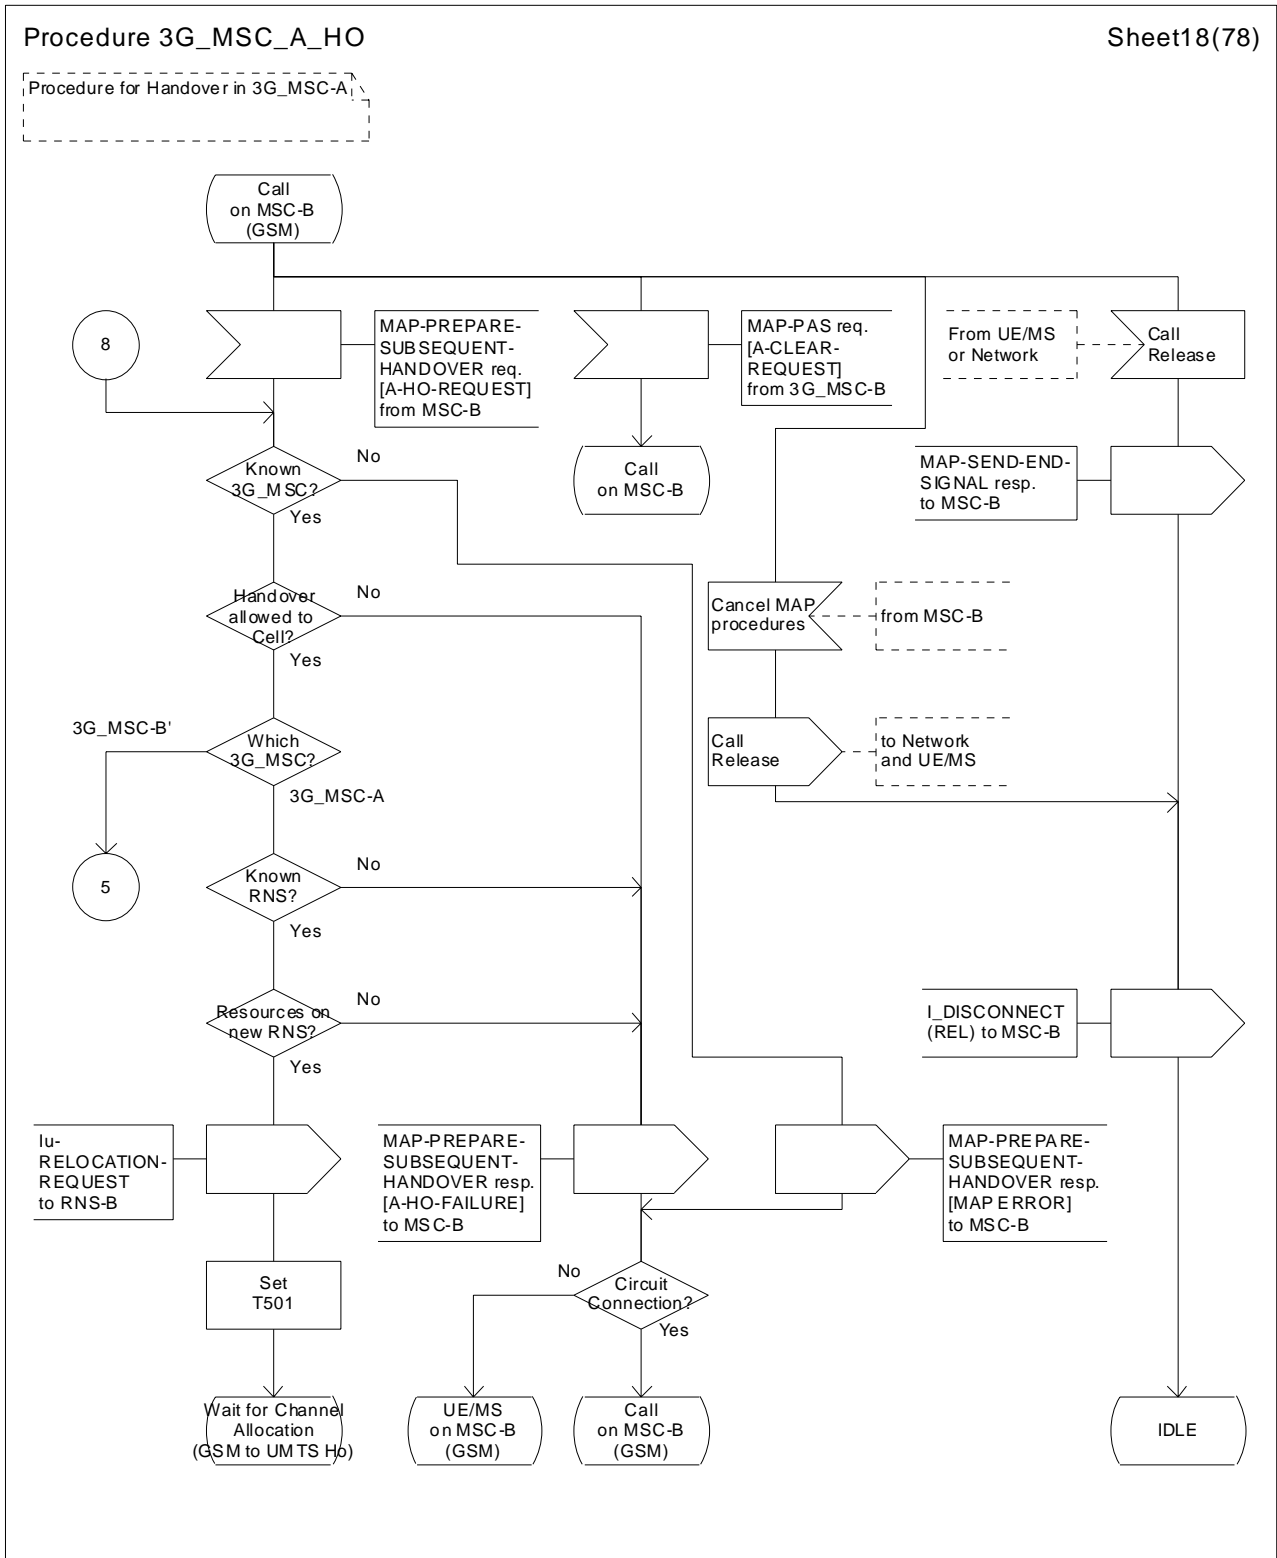 Procedure 3G_MSC_A_HO
Sheet18(78)
Procedure for Handover in 3G_MSC-A
Call
on MSC-B
(GSM)
8
MAP-PREPARE-
SUBSEQUENT-
HANDOVER req.
[A-HO-REQUEST]
from MSC-B
MAP-PAS req.
[A-CLEAR-
REQUEST]
from 3G_MSC-B
From UE/MS
or Network
Call
Release
Known
3G_MSC?
No
Yes
Call
on MSC-B
MAP-SEND-END-
SIGNAL resp.
to MSC-B
Handover
allowed to
Cell?
No
Yes
Cancel MAP
procedures
from MSC-B
3G_MSC-B'
Which
3G_MSC?
3G_MSC-A
Call
Release
to Network
and UE/MS
5
Known
RNS?
No
Yes
Resources on
new RNS?
No
Yes
I_DISCONNECT
(REL) to MSC-B
Iu-
RELOCATION-
REQUEST
to RNS-B
MAP-PREPARE-
SUBSEQUENT-
HANDOVER resp.
[A-HO-FAILURE]
to MSC-B
MAP-PREPARE-
SUBSEQUENT-
HANDOVER resp.
[MAP ERROR]
to MSC-B
Set
T501
No
Circuit
Connection?
Yes
Wait for Channel
Allocation
(GSM to UMTS Ho)
UE/MS
on MSC-B
(GSM)
Call
on MSC-B
(GSM)
IDLE